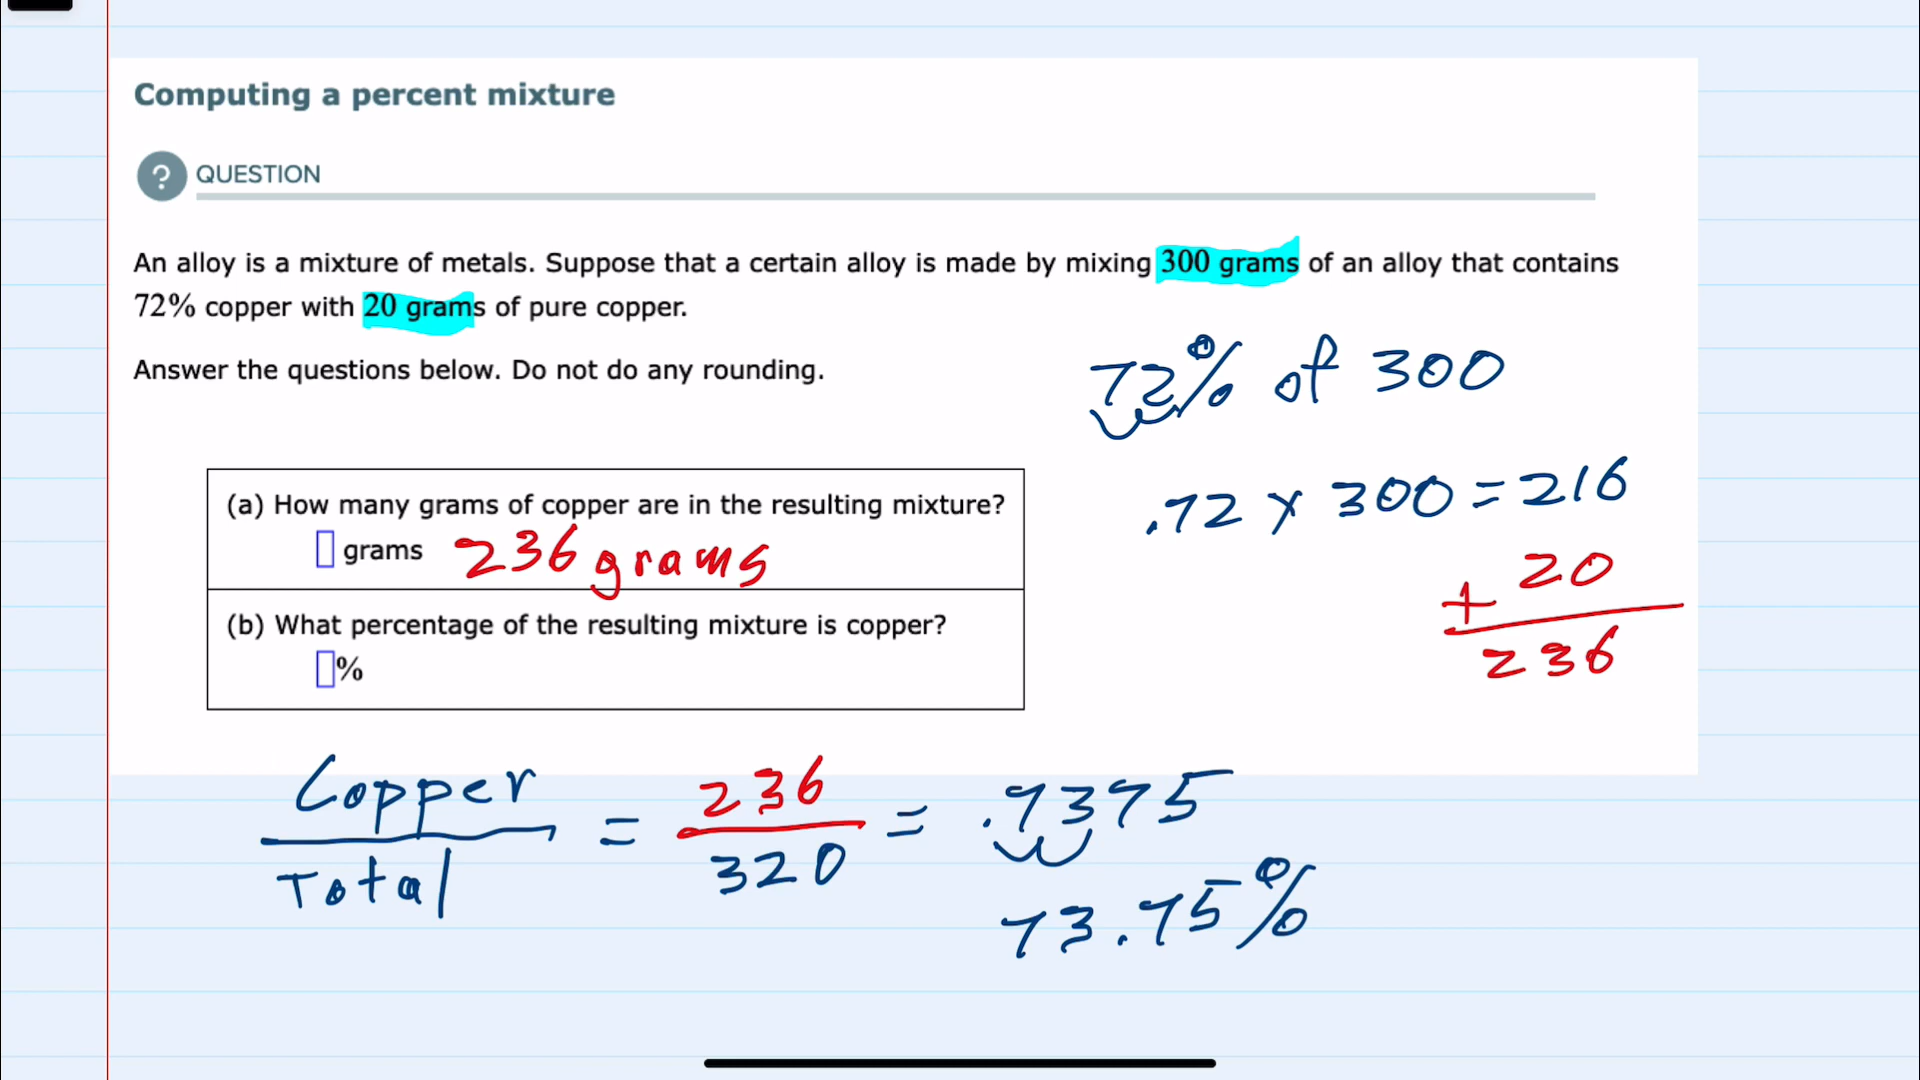 Computing a percent mixture
? QUESTION
An alloy is a mixture of metals. Suppose that a certain alloy is made by mixing 300 grams of an alloy that contains
72% copper with 20 grams of pure copper.
Answer the questions below. Do not do any rounding.
72% of 300
.72 x 300 = 216
+ 20
236
(a) How many grams of copper are in the resulting mixture?
grams 236 grams
(b) What percentage of the resulting mixture is copper?
%
Copper / Total = 236 / 320 = .7375
73.75%